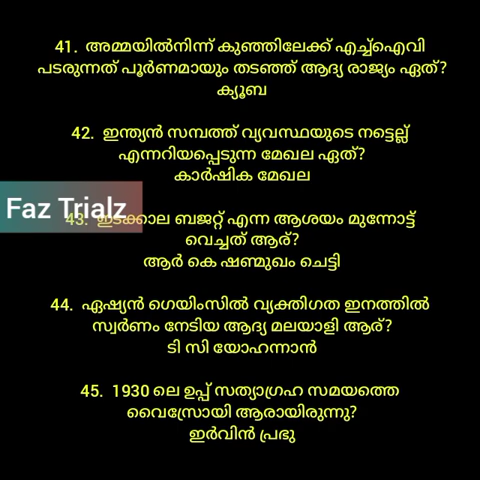 41. അമ്മയിൽനിന്ന് കുഞ്ഞിലേക്ക് എച്ച്ഐവി
പടരുന്നത് പൂർണമായും തടഞ്ഞ് ആദ്യ രാജ്യം ഏത്?
ക്യൂബ
42. ഇന്ത്യൻ സമ്പത്ത് വ്യവസ്ഥയുടെ നട്ടെല്ല്
എന്നറിയപ്പെടുന്ന മേഖല ഏത്?
കാർഷിക മേഖല
Faz Trialz
43. ഇടക്കാല ബജറ്റ് എന്ന ആശയം മുന്നോട്ട്
വെച്ചത് ആര്?
ആർ കെ ഷണ്മുഖം ചെട്ടി
44. ഏഷ്യൻ ഗെയിംസിൽ വ്യക്തിഗത ഇനത്തിൽ
സ്വർണം നേടിയ ആദ്യ മലയാളി ആര്?
ടി സി യോഹന്നാൻ
45. 1930 ലെ ഉപ്പ് സത്യാഗ്രഹ സമയത്തെ
വൈസ്രോയി ആരായിരുന്നു?
ഇർവിൻ പ്രഭു